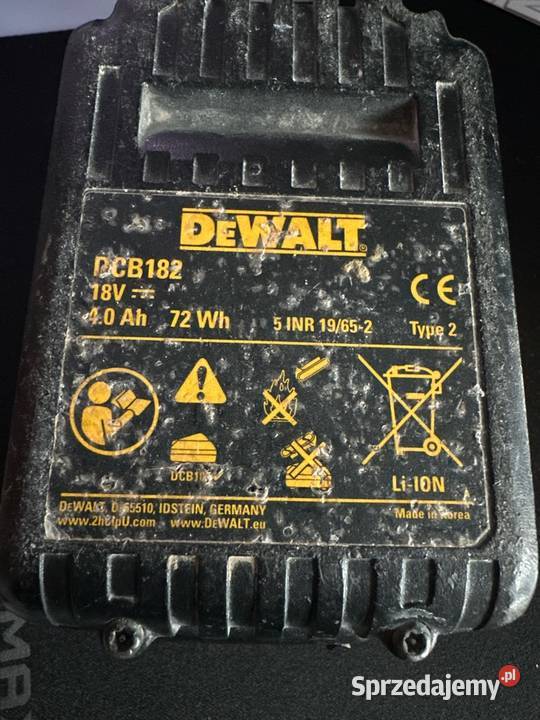 DEWALT
DCB182
18V
4.0 Ah 72 Wh 5 INR 19/65-2 Type 2
CE
Li-ION
DEWALT, D-65510, IDSTEIN, GERMANY
www.2helpU.com www.DEWALT.eu
Made in Korea
Sprzedajemy.pl